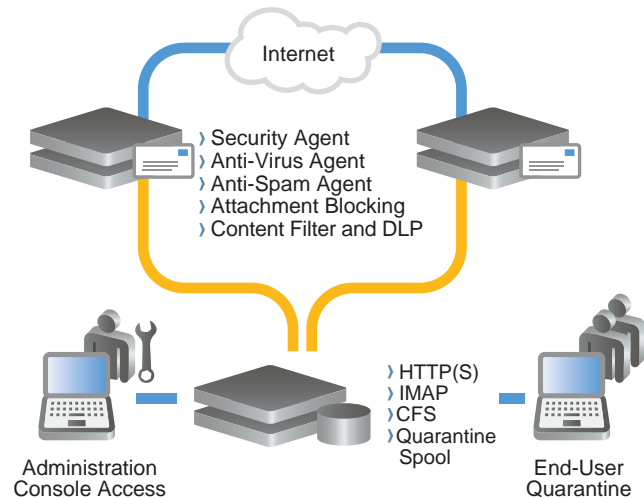 Internet
› Security Agent
› Anti-Virus Agent
› Anti-Spam Agent
› Attachment Blocking
› Content Filter and DLP
› HTTP(S)
› IMAP
› CFS
› Quarantine
Spool
Administration
Console Access
End-User
Quarantine